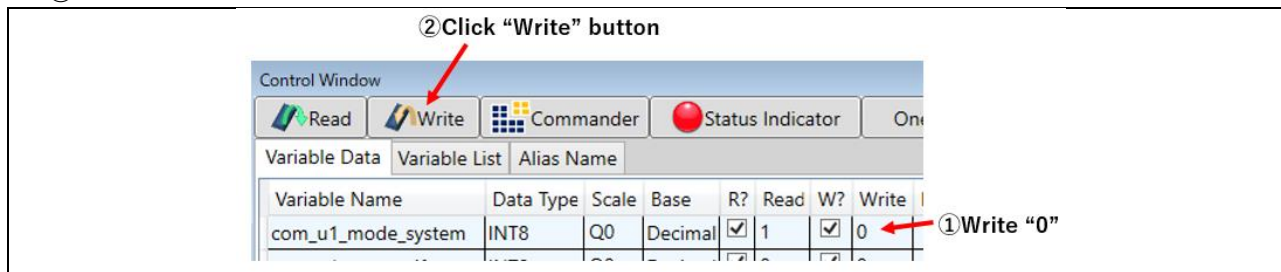 ②Click “Write” button
Control Window
Read Write Commander Status Indicator
Variable Data Variable List Alias Name
Variable Name Data Type Scale Base R? Read W? Write
com_u1_mode_system INT8 Q0 Decimal 1 0
①Write “0”